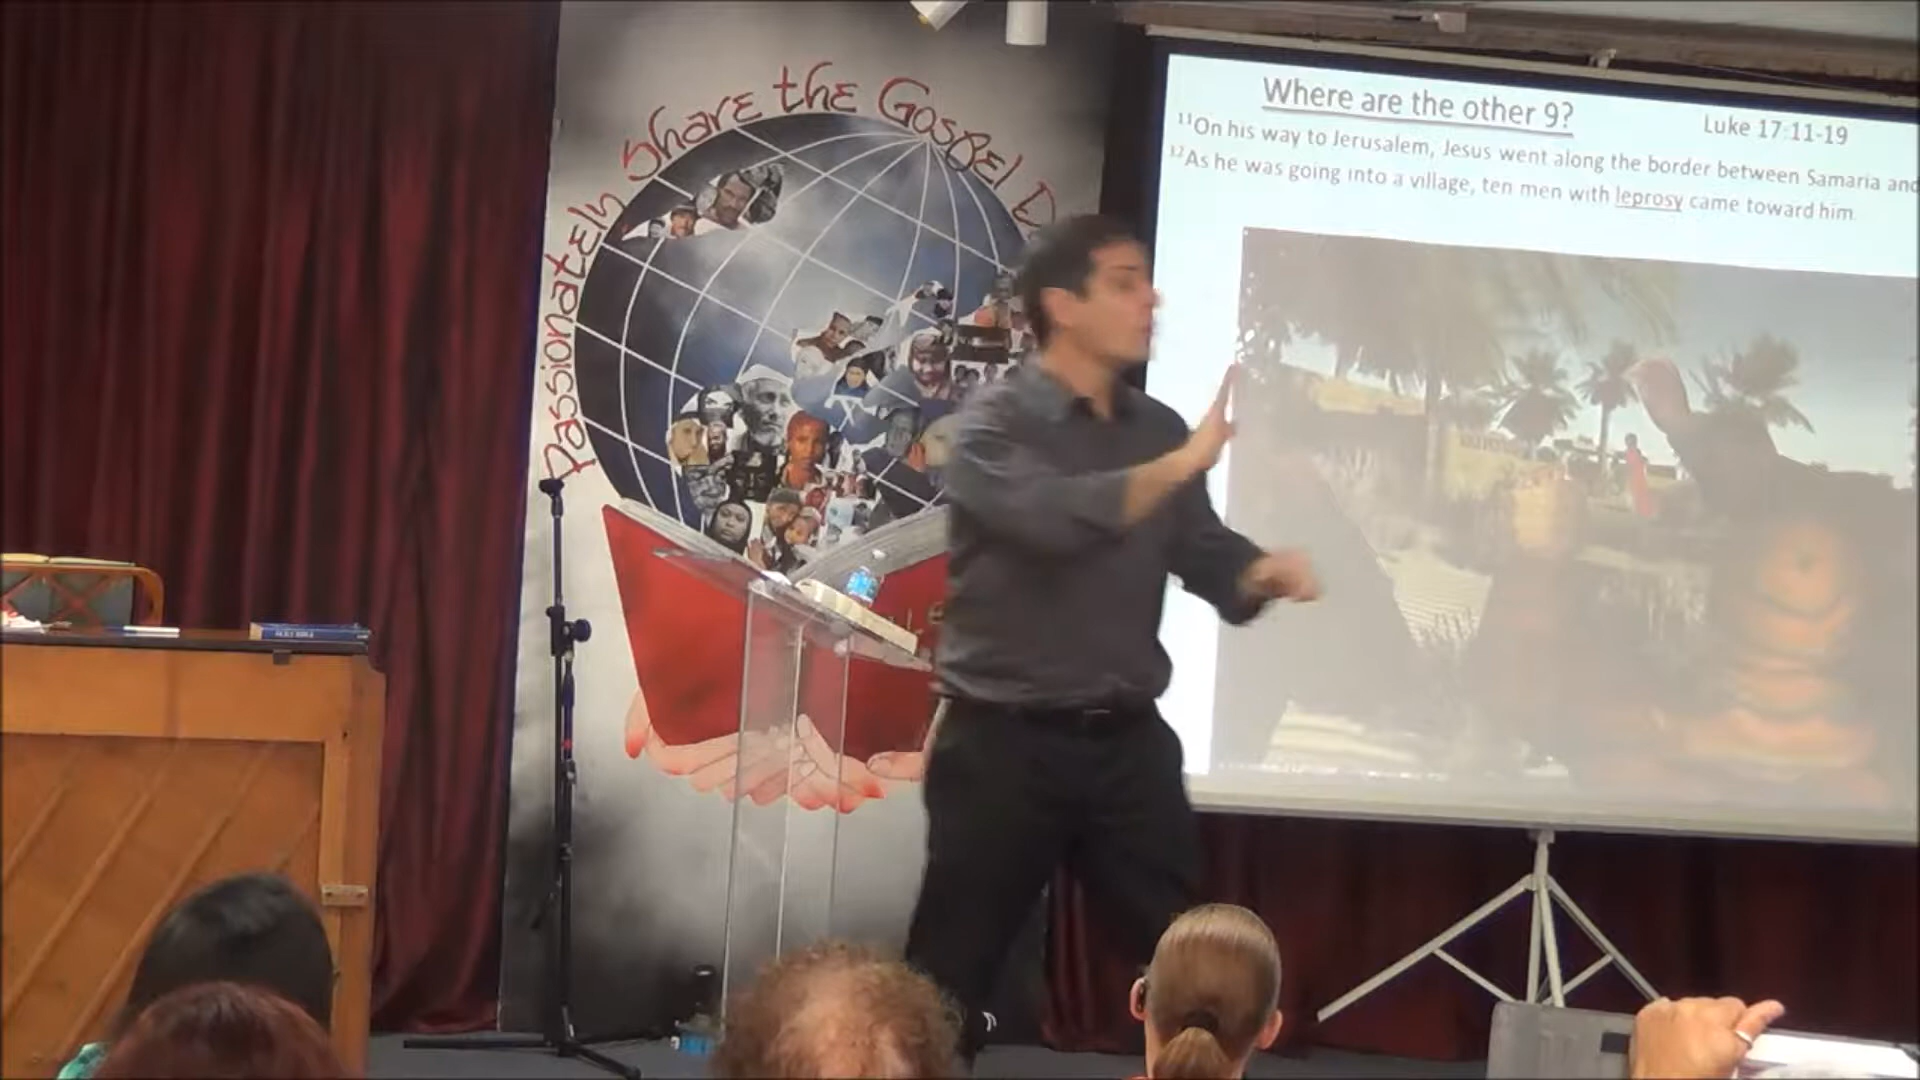 Passionately Share the Gospel
Where are the other 9?
Luke 17:11-19
¹¹On his way to Jerusalem, Jesus went along the border between Samaria and
¹²As he was going into a village, ten men with leprosy came toward him